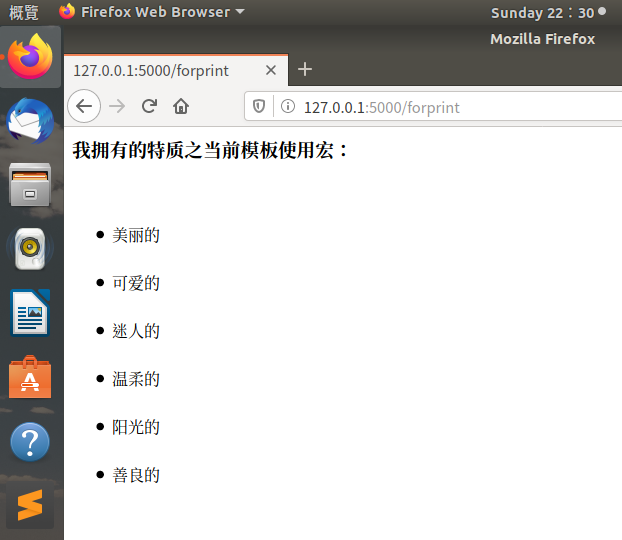 概覽 Firefox Web Browser Sunday 22：30
Mozilla Firefox
127.0.0.1:5000/forprint
127.0.0.1:5000/forprint
我拥有的特质之当前模板使用宏：
美丽的
可爱的
迷人的
温柔的
阳光的
善良的